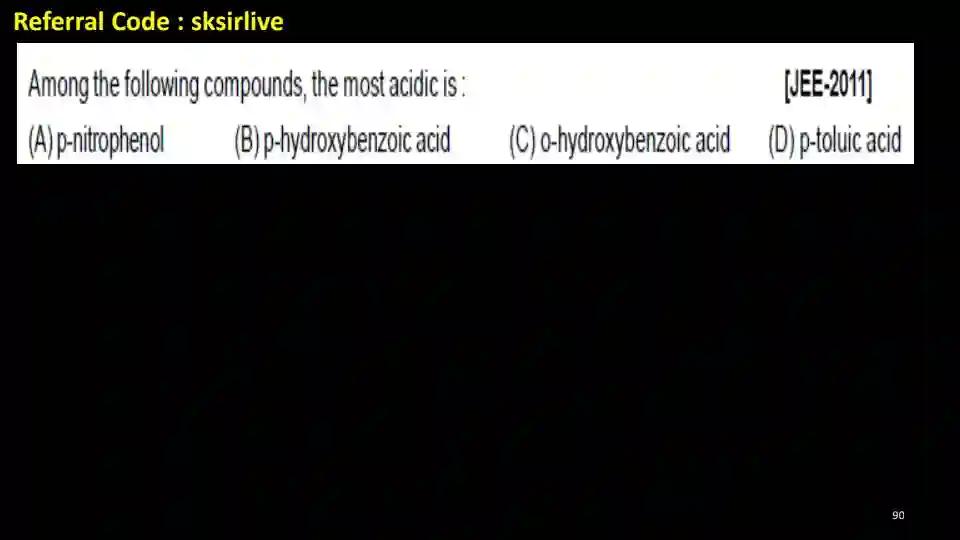 Referral Code : sksirlive
Among the following compounds, the most acidic is : [JEE-2011]
(A) p-nitrophenol (B) p-hydroxybenzoic acid (C) o-hydroxybenzoic acid (D) p-toluic acid
90